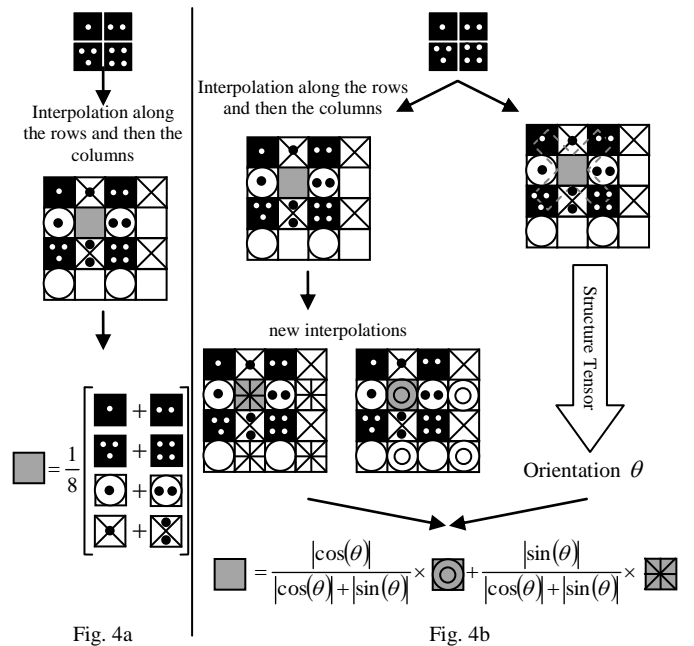 Interpolation along
the rows and then the
columns
= 1/8 [ + + + + ]
Fig. 4a
Interpolation along the rows
and then the columns
new interpolations
Structure Tensor
Orientation θ
= |cos(θ)| / (|cos(θ)|+|sin(θ)|) × + |sin(θ)| / (|cos(θ)|+|sin(θ)|) ×
Fig. 4b